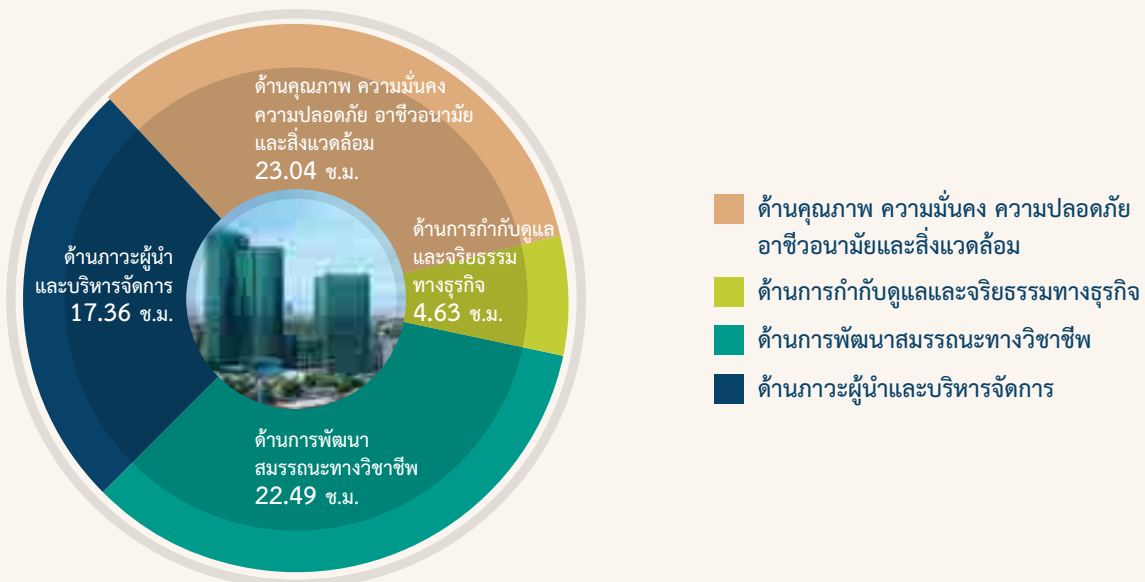 ด้านคุณภาพ ความมั่นคง
ความปลอดภัย อาชีวอนามัย
และสิ่งแวดล้อม
23.04 ช.ม.
ด้านการกำกับดูแล
และจริยธรรม
ทางธุรกิจ
4.63 ช.ม.
ด้านภาวะผู้นำ
และบริหารจัดการ
17.36 ช.ม.
ด้านการพัฒนา
สมรรถนะทางวิชาชีพ
22.49 ช.ม.
ด้านคุณภาพ ความมั่นคง ความปลอดภัย
อาชีวอนามัยและสิ่งแวดล้อม
ด้านการกำกับดูแลและจริยธรรมทางธุรกิจ
ด้านการพัฒนาสมรรถนะทางวิชาชีพ
ด้านภาวะผู้นำและบริหารจัดการ